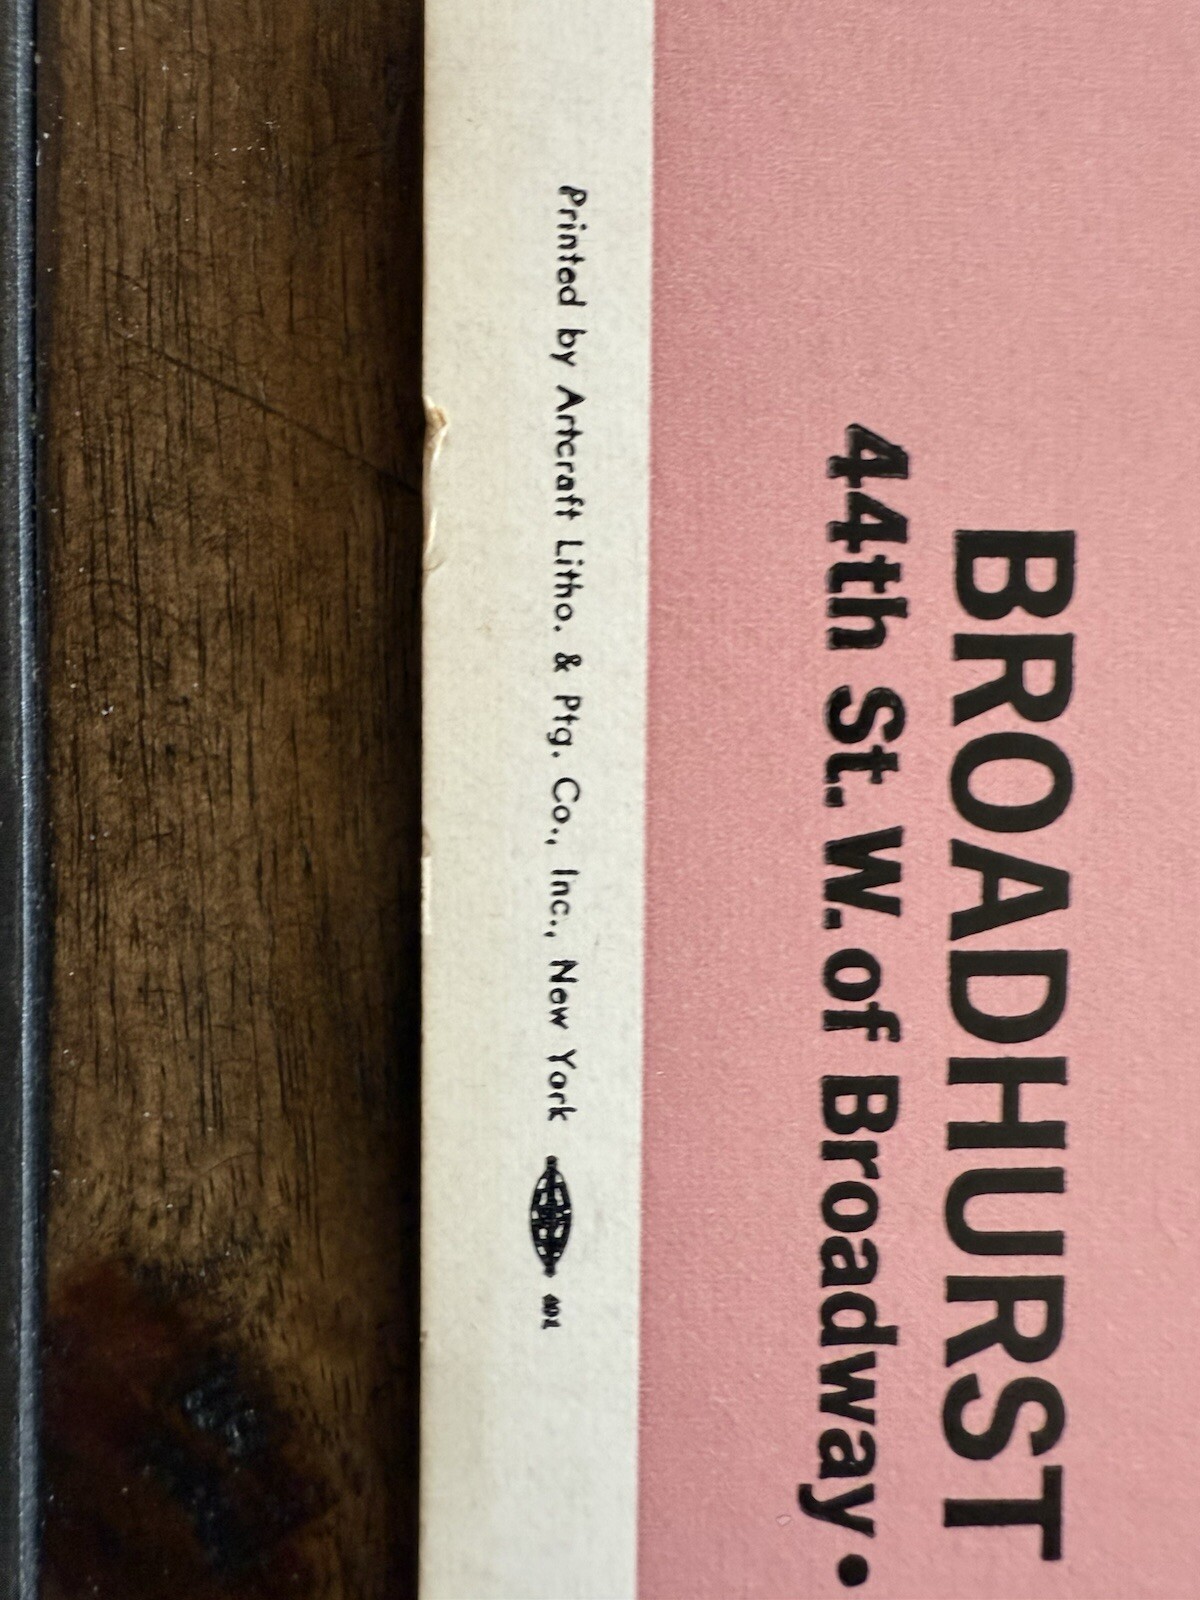 BROADHURST
44th St. W. of Broadway •
Printed by Artcraft Litho. & Ptg. Co., Inc., New York